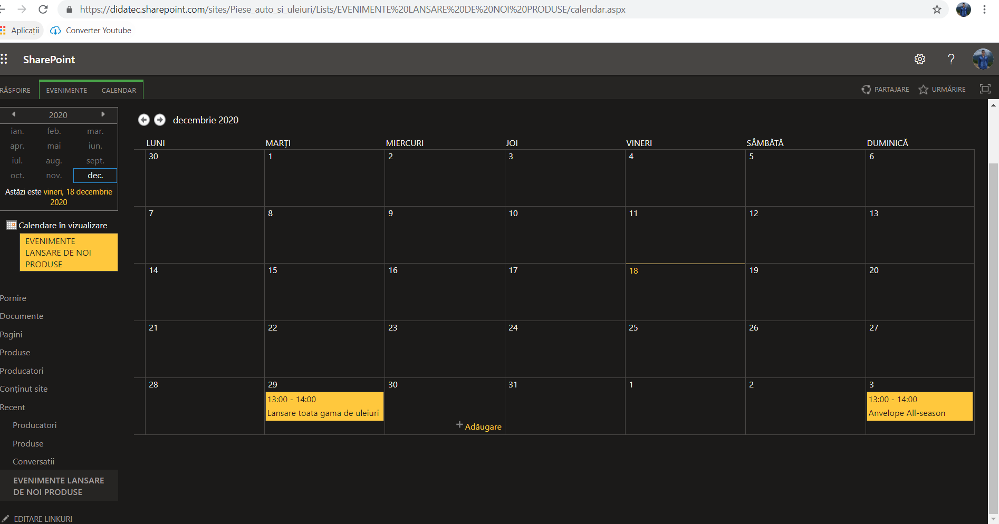 https://didatec.sharepoint.com/sites/Piese_auto_si_uleiuri/Lists/EVENIMENTE%20LANSARE%20DE%20NOI%20PRODUSE/calendar.aspx
Aplicații Converter Youtube
SharePoint
RĂSFOIRE EVENIMENTE CALENDAR PARTAJARE URMĂRIRE
2020
ian. feb. mar.
apr. mai iun.
iul. aug. sept.
oct. nov. dec.
Astăzi este vineri, 18 decembrie
2020
Calendare în vizualizare
EVENIMENTE
LANSARE DE NOI
PRODUSE
Pornire
Documente
Pagini
Produse
Producatori
Conținut site
Recent
Producatori
Produse
Conversatii
EVENIMENTE LANSARE
DE NOI PRODUSE
EDITARE LINKURI
decembrie 2020
LUNI MARȚI MIERCURI JOI VINERI SÂMBĂTĂ DUMINICĂ
30 1 2 3 4 5 6
7 8 9 10 11 12 13
14 15 16 17 18 19 20
21 22 23 24 25 26 27
28 29 30 31 1 2 3
13:00 - 14:00 13:00 - 14:00
Lansare toata gama de uleiuri Anvelope All-season
Adăugare